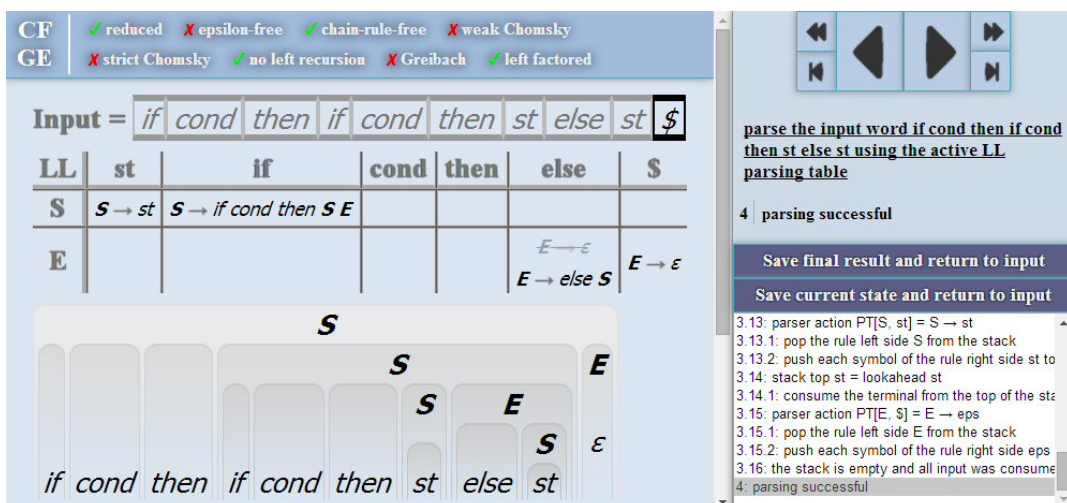 CF ✓ reduced ✗ epsilon-free ✓ chain-rule-free ✗ weak Chomsky
GE ✗ strict Chomsky ✓ no left recursion ✗ Greibach ✓ left factored
Input = if cond then if cond then st else st $
LL st if cond then else $
S S → st S → if cond then S E
E E → ε
E → else S E → ε
S
S E
S E
S ε
if cond then if cond then st else st
parse the input word if cond then if cond
then st else st using the active LL
parsing table
4 parsing successful
Save final result and return to input
Save current state and return to input
3.13: parser action PT[S, st] = S → st
3.13.1: pop the rule left side S from the stack
3.13.2: push each symbol of the rule right side st to
3.14: stack top st = lookahead st
3.14.1: consume the terminal from the top of the sta
3.15: parser action PT[E, $] = E → eps
3.15.1: pop the rule left side E from the stack
3.15.2: push each symbol of the rule right side eps
3.16: the stack is empty and all input was consume
4: parsing successful